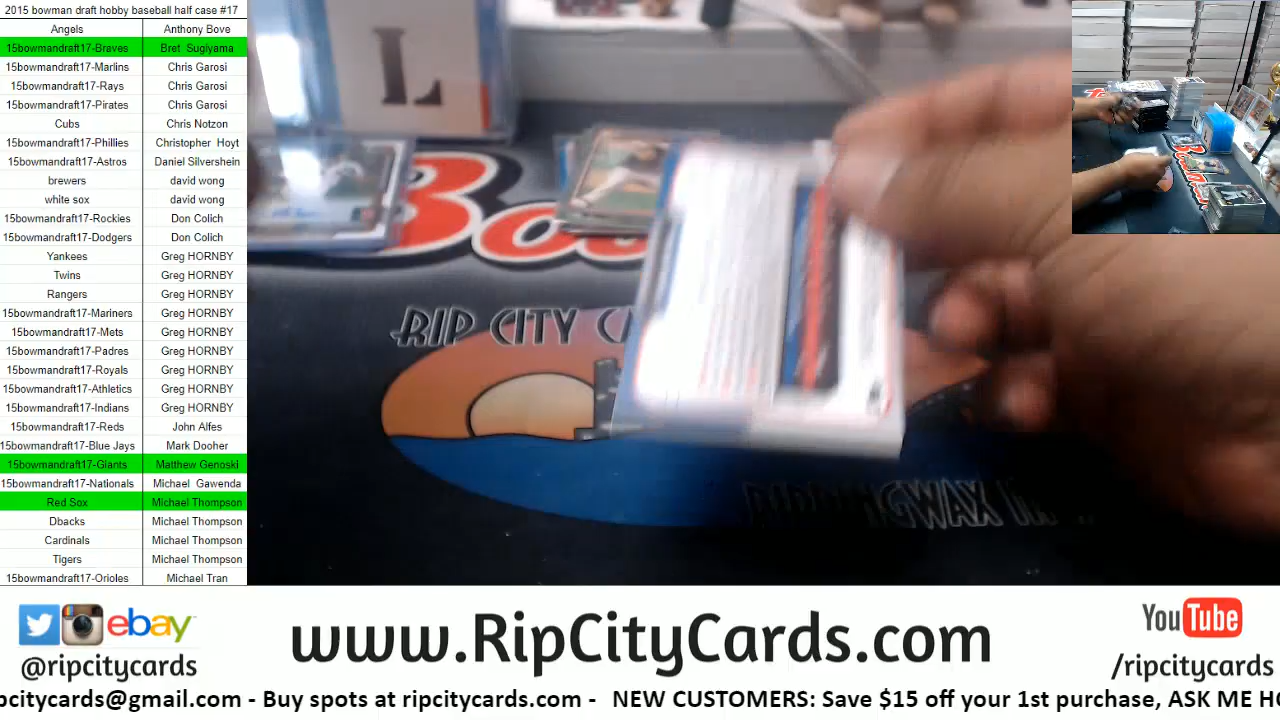 2015 bowman draft hobby baseball half case #17
Angels Anthony Bove
15bowmandraft17-Braves Bret Sugiyama
15bowmandraft17-Marlins Chris Garosi
15bowmandraft17-Rays Chris Garosi
15bowmandraft17-Pirates Chris Garosi
Cubs Chris Notzon
15bowmandraft17-Phillies Christopher Hoyt
15bowmandraft17-Astros Daniel Silvershein
brewers david wong
white sox david wong
15bowmandraft17-Rockies Don Colich
15bowmandraft17-Dodgers Don Colich
Yankees Greg HORNBY
Twins Greg HORNBY
Rangers Greg HORNBY
15bowmandraft17-Mariners Greg HORNBY
15bowmandraft17-Mets Greg HORNBY
15bowmandraft17-Padres Greg HORNBY
15bowmandraft17-Royals Greg HORNBY
15bowmandraft17-Athletics Greg HORNBY
15bowmandraft17-Indians Greg HORNBY
15bowmandraft17-Reds John Alfes
15bowmandraft17-Blue Jays Mark Dooher
15bowmandraft17-Giants Matthew Genoski
15bowmandraft17-Nationals Michael Gawenda
Red Sox Michael Thompson
Dbacks Michael Thompson
Cardinals Michael Thompson
Tigers Michael Thompson
15bowmandraft17-Orioles Michael Tran
L
RIP CITY
ebay
@ripcitycards
www.RipCityCards.com
YouTube
/ripcitycards
pcitycards@gmail.com - Buy spots at ripcitycards.com - NEW CUSTOMERS: Save $15 off your 1st purchase, ASK ME HO